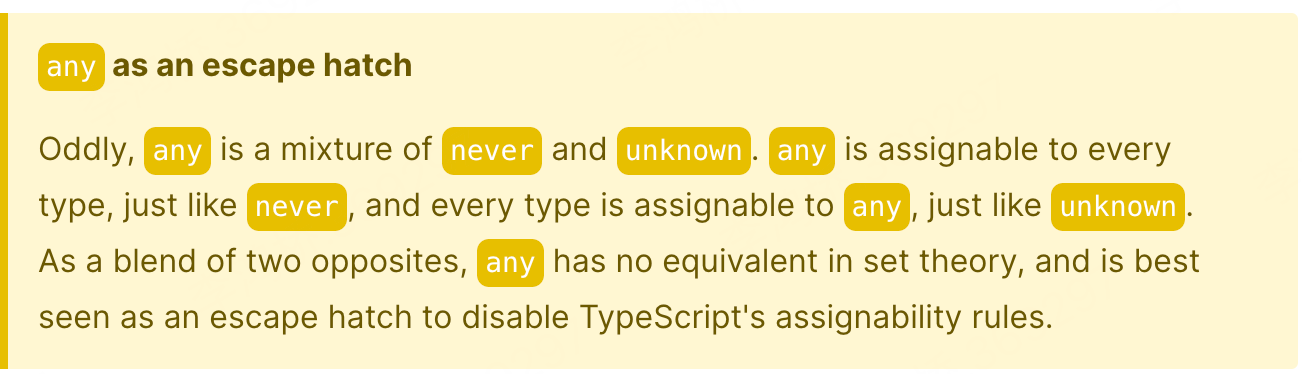 any as an escape hatch
Oddly, any is a mixture of never and unknown. any is assignable to every
type, just like never, and every type is assignable to any, just like unknown.
As a blend of two opposites, any has no equivalent in set theory, and is best
seen as an escape hatch to disable TypeScript's assignability rules.